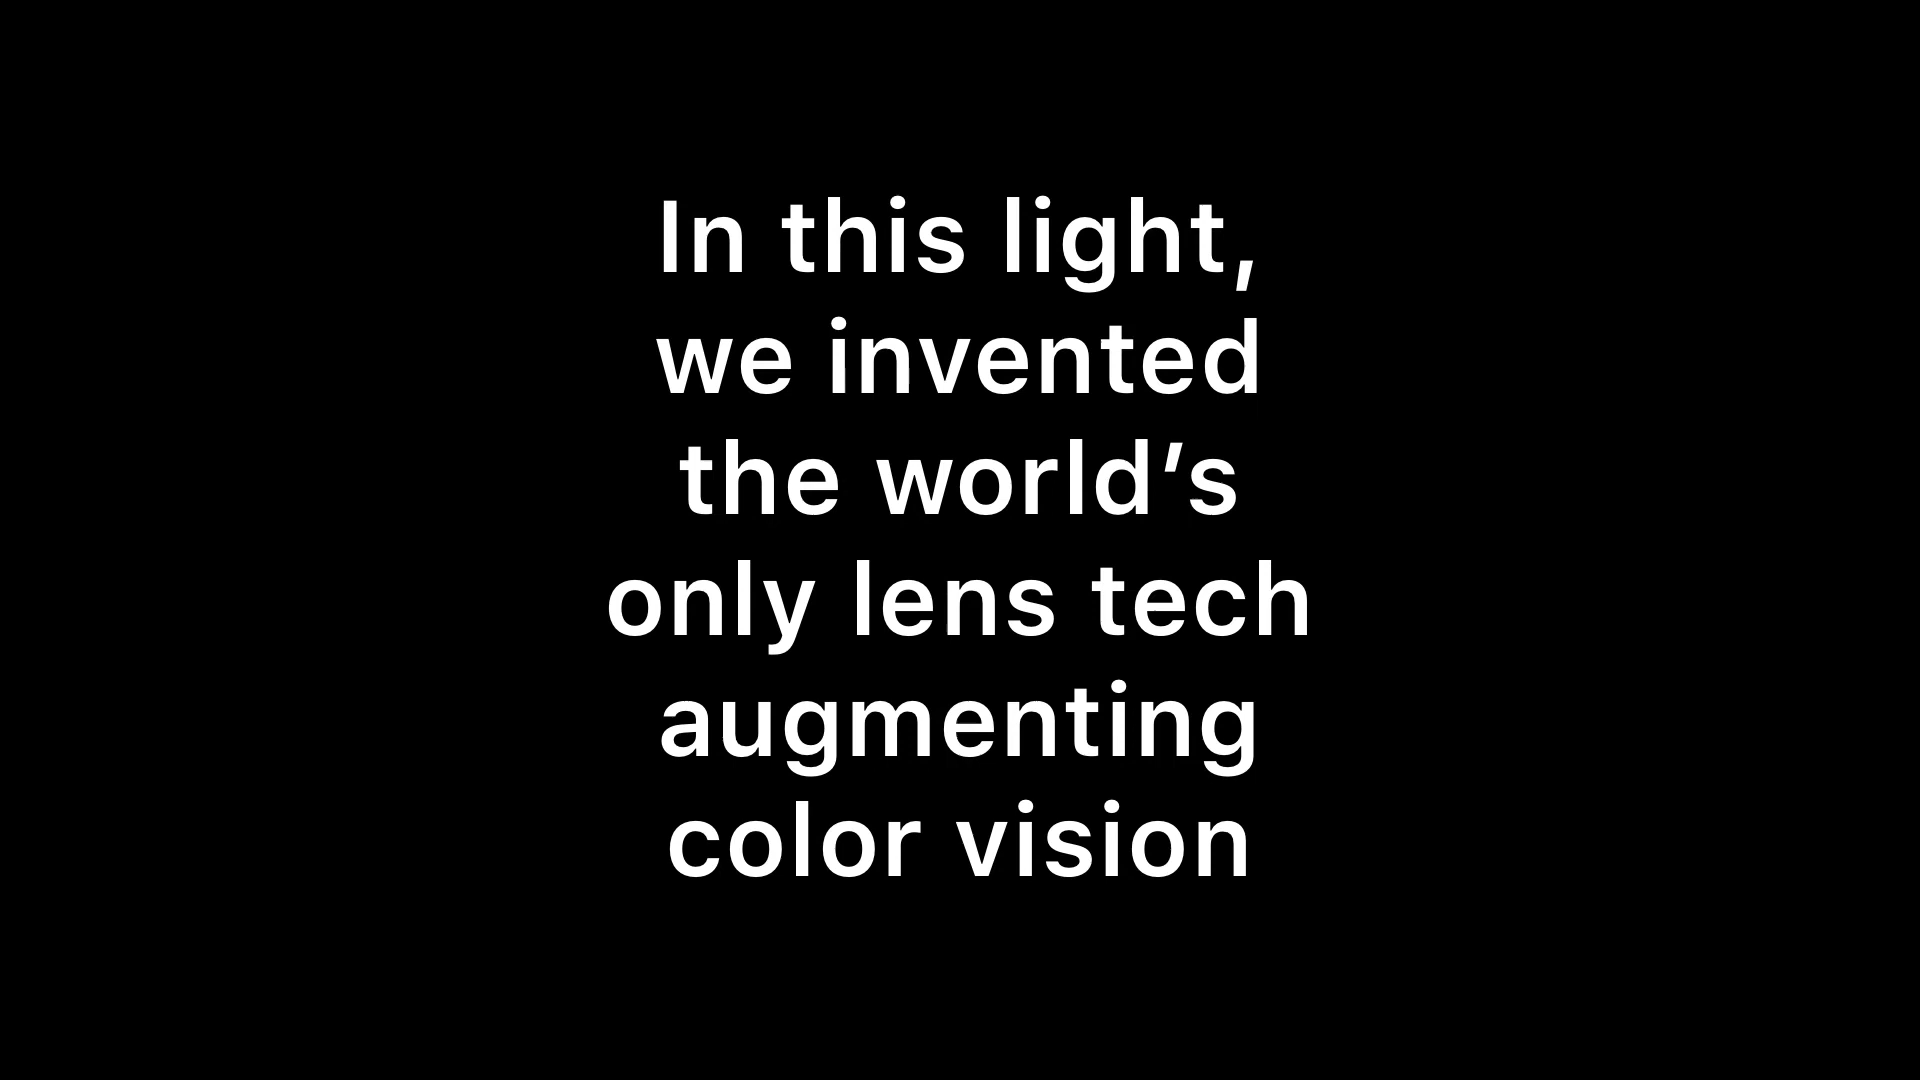 In this light,
we invented
the world’s
only lens tech
augmenting
color vision